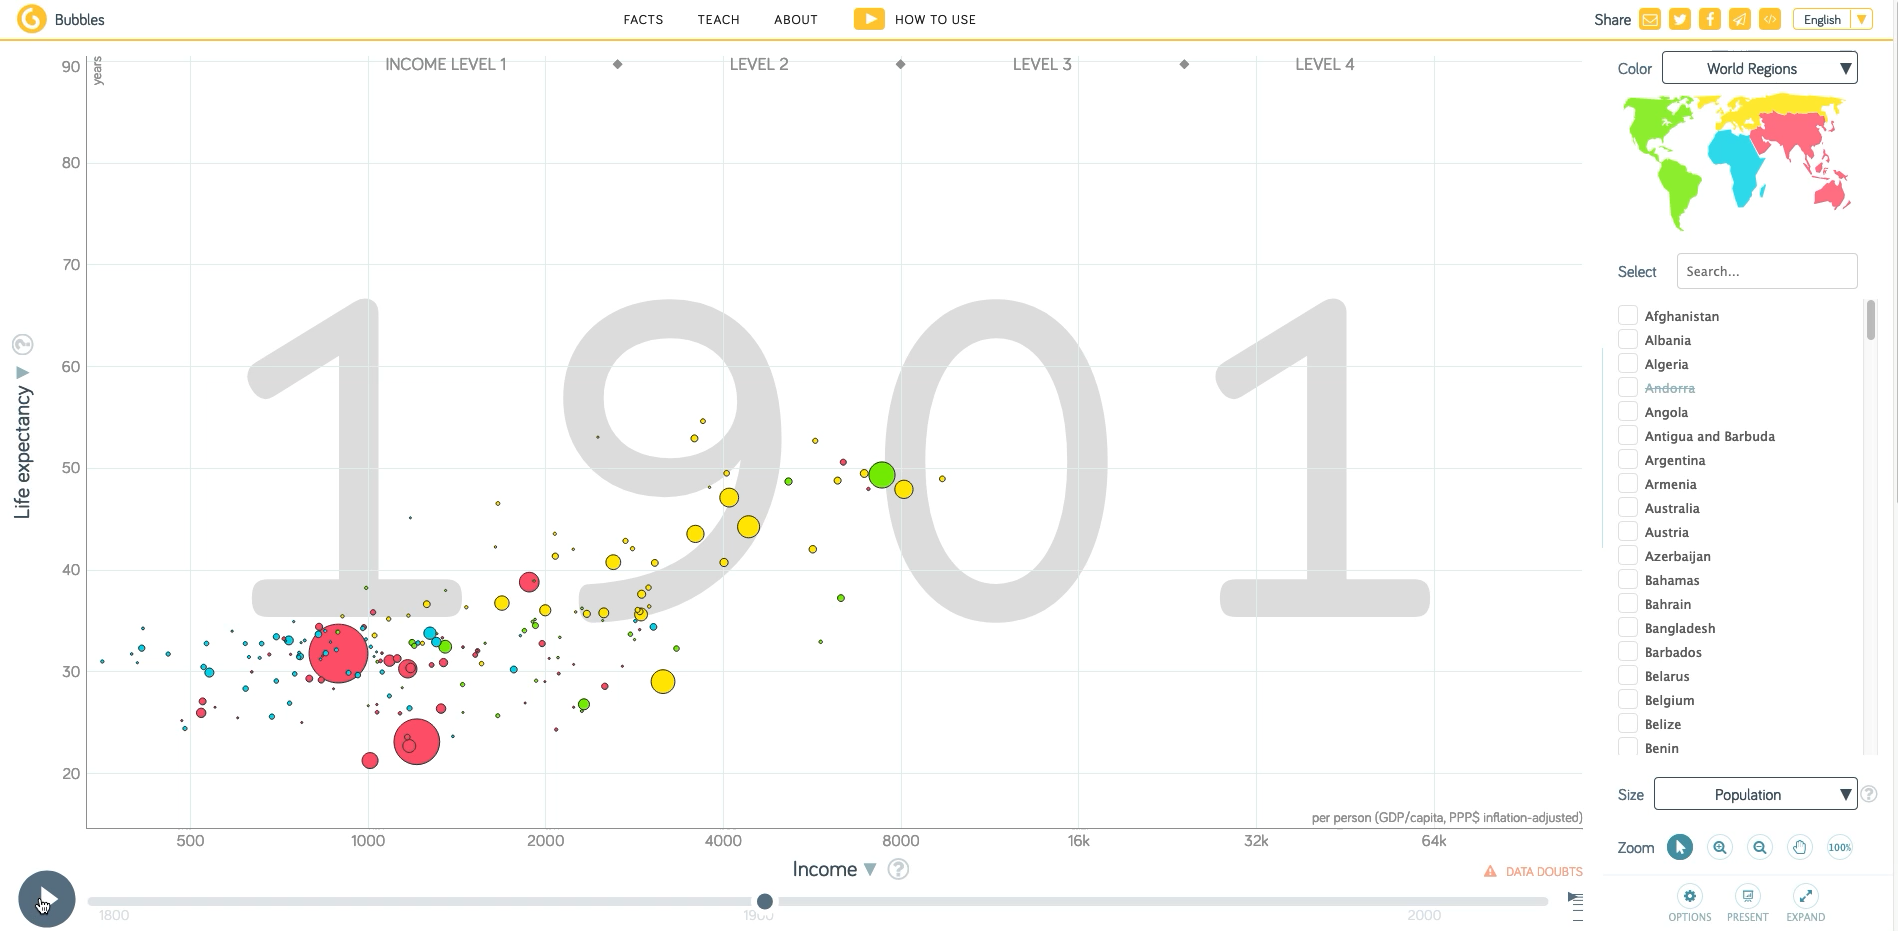 Bubbles
FACTS
TEACH
ABOUT
HOW TO USE
Share
English
90
years
INCOME LEVEL 1
LEVEL 2
LEVEL 3
LEVEL 4
80
70
60
50
40
30
20
1901
Life expectancy
?
500
1000
2000
4000
8000
16k
32k
64k
per person (GDP/capita, PPP$ inflation-adjusted)
Income
?
DATA DOUBTS
1800
1900
2000
Color
World Regions
Select
Search...
Afghanistan
Albania
Algeria
Andorra
Angola
Antigua and Barbuda
Argentina
Armenia
Australia
Austria
Azerbaijan
Bahamas
Bahrain
Bangladesh
Barbados
Belarus
Belgium
Belize
Benin
Size
Population
?
Zoom
100%
OPTIONS
PRESENT
EXPAND